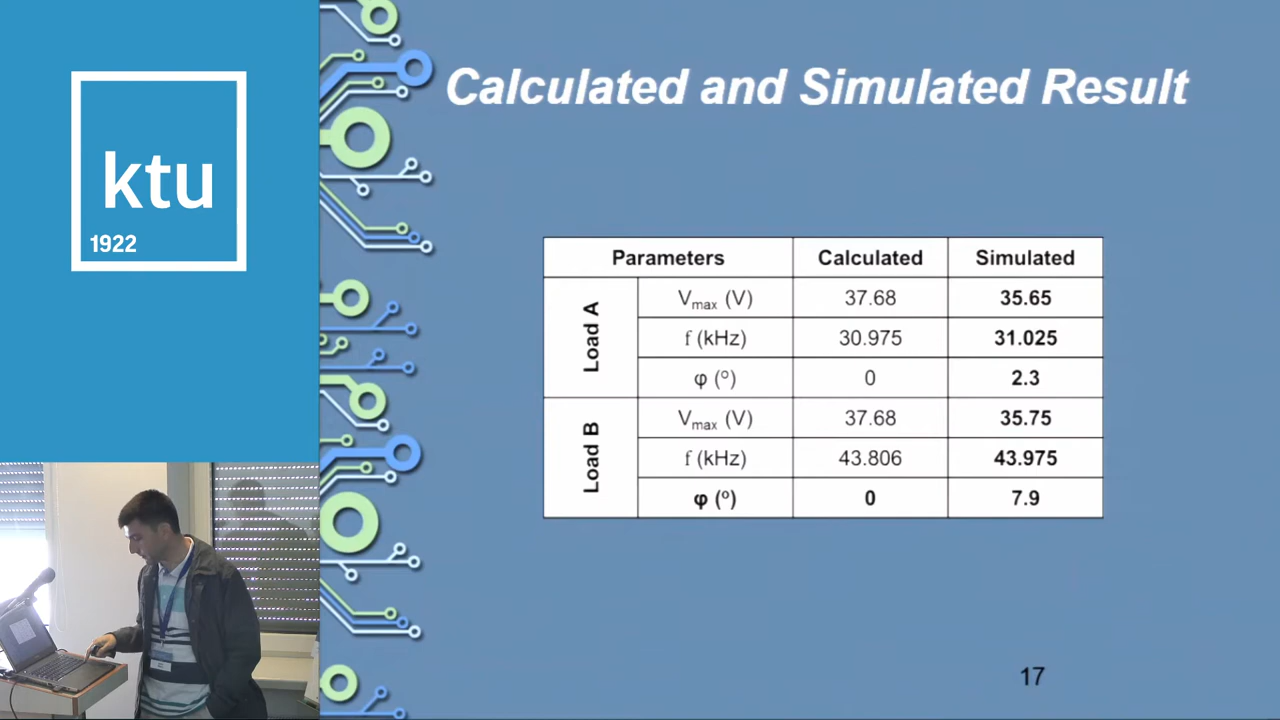 ktu
1922
Calculated and Simulated Result
Parameters Calculated Simulated
Load A
Vmax (V) 37.68 35.65
f (kHz) 30.975 31.025
φ (º) 0 2.3
Load B
Vmax (V) 37.68 35.75
f (kHz) 43.806 43.975
φ (º) 0 7.9
17